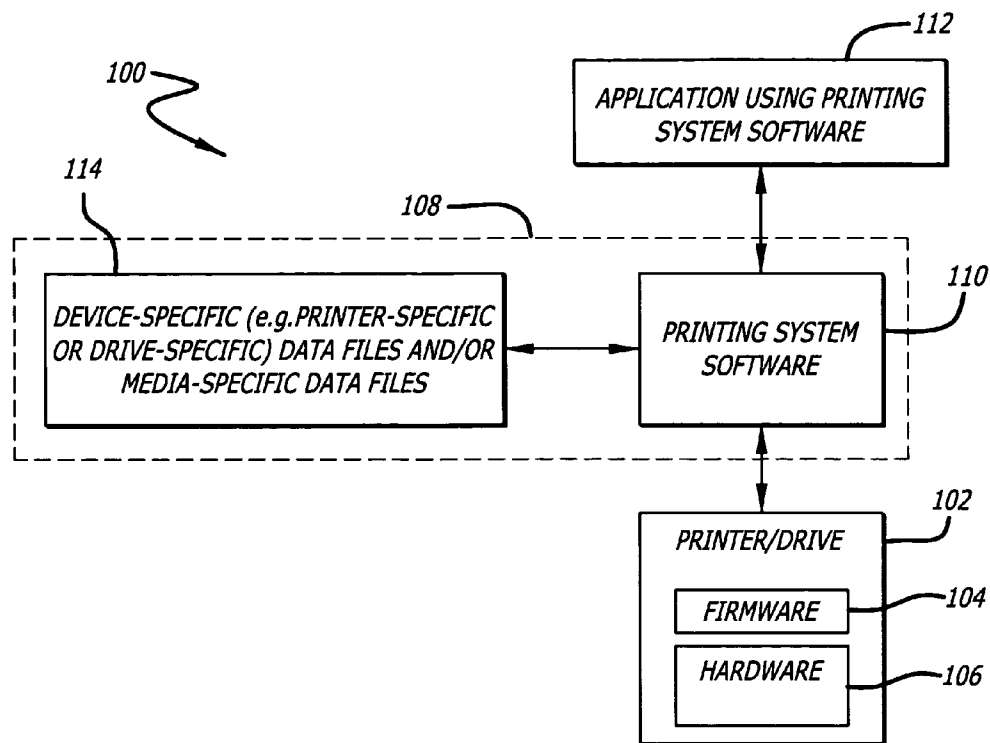 112
100
APPLICATION USING PRINTING
SYSTEM SOFTWARE
114
108
110
DEVICE-SPECIFIC (e.g.PRINTER-SPECIFIC
OR DRIVE-SPECIFIC) DATA FILES AND/OR
MEDIA-SPECIFIC DATA FILES
PRINTING SYSTEM
SOFTWARE
102
PRINTER/DRIVE
FIRMWARE
104
HARDWARE
106